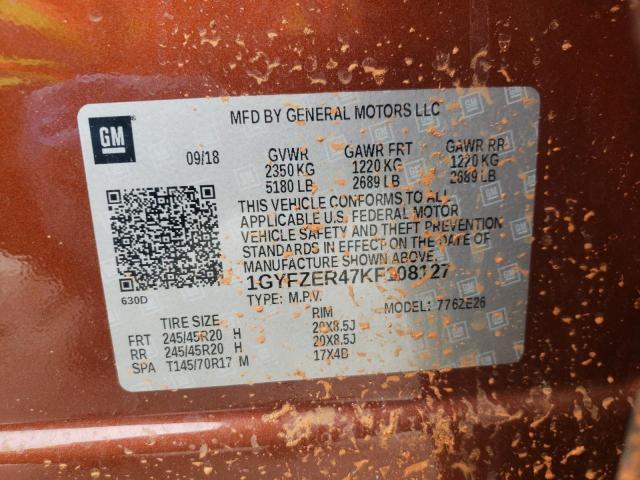 MFD BY GENERAL MOTORS LLC
GM
09/18 GVWR GAWR FRT GAWR RR
2350 KG 1220 KG 1220 KG
5180 LB 2689 LB 2689 LB
THIS VEHICLE CONFORMS TO ALL
APPLICABLE U.S. FEDERAL MOTOR
VEHICLE SAFETY AND THEFT PREVENTION
STANDARDS IN EFFECT ON THE DATE OF
MANUFACTURE SHOWN ABOVE.
1GYFZER47KF108127
630D TYPE: M.P.V. MODEL: 776ZE26
TIRE SIZE RIM
FRT 245/45R20 H 20X8.5J
RR 245/45R20 H 20X8.5J
SPA T145/70R17 M 17X4B